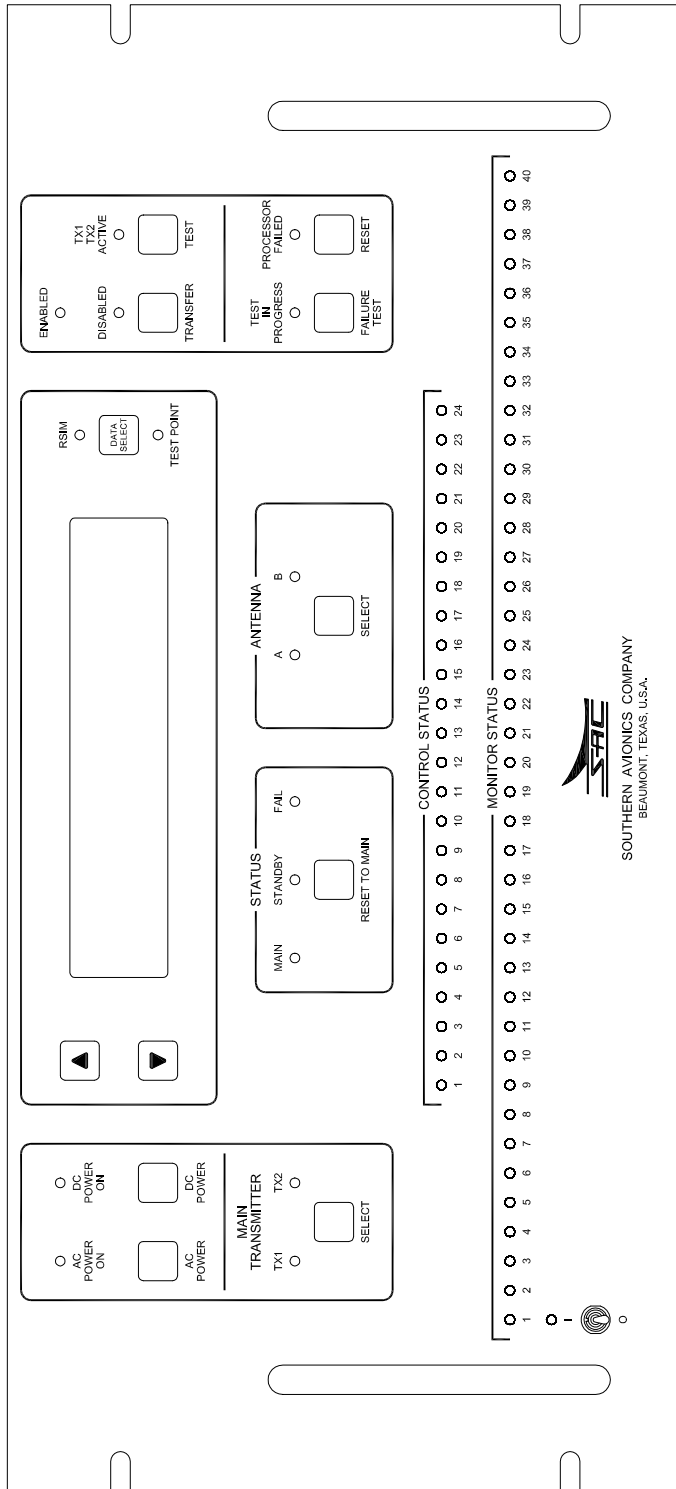 AC
POWER
ON
DC
POWER
ON
AC
POWER
DC
POWER
MAIN
TRANSMITTER
TX1
TX2
SELECT
RSIM
DATA
SELECT
TEST POINT
STATUS
MAIN
STANDBY
FAIL
RESET TO MAIN
ANTENNA
A
B
SELECT
ENABLED
DISABLED
TX1
TX2
ACTIVE
TRANSFER
TEST
TEST
IN
PROGRESS
PROCESSOR
FAILED
FAILURE
TEST
RESET
CONTROL STATUS
1 2 3 4 5 6 7 8 9 10 11 12 13 14 15 16 17 18 19 20 21 22 23 24
MONITOR STATUS
1 2 3 4 5 6 7 8 9 10 11 12 13 14 15 16 17 18 19 20 21 22 23 24 25 26 27 28 29 30 31 32 33 34 35 36 37 38 39 40
SAC
SOUTHERN AVIONICS COMPANY
BEAUMONT, TEXAS, U.S.A.